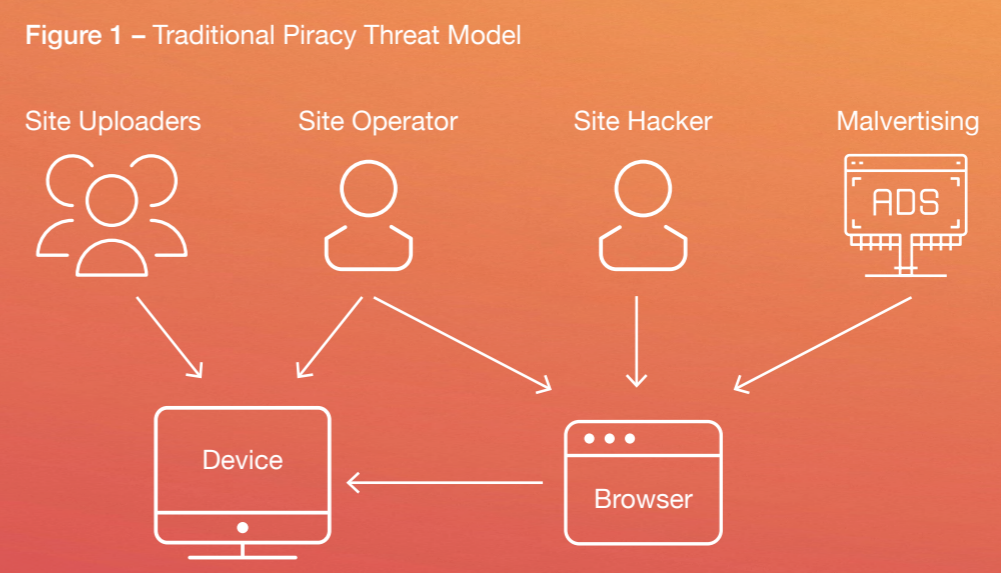 Figure 1 – Traditional Piracy Threat Model
Site Uploaders
Site Operator
Site Hacker
Malvertising
ADS
Device
Browser